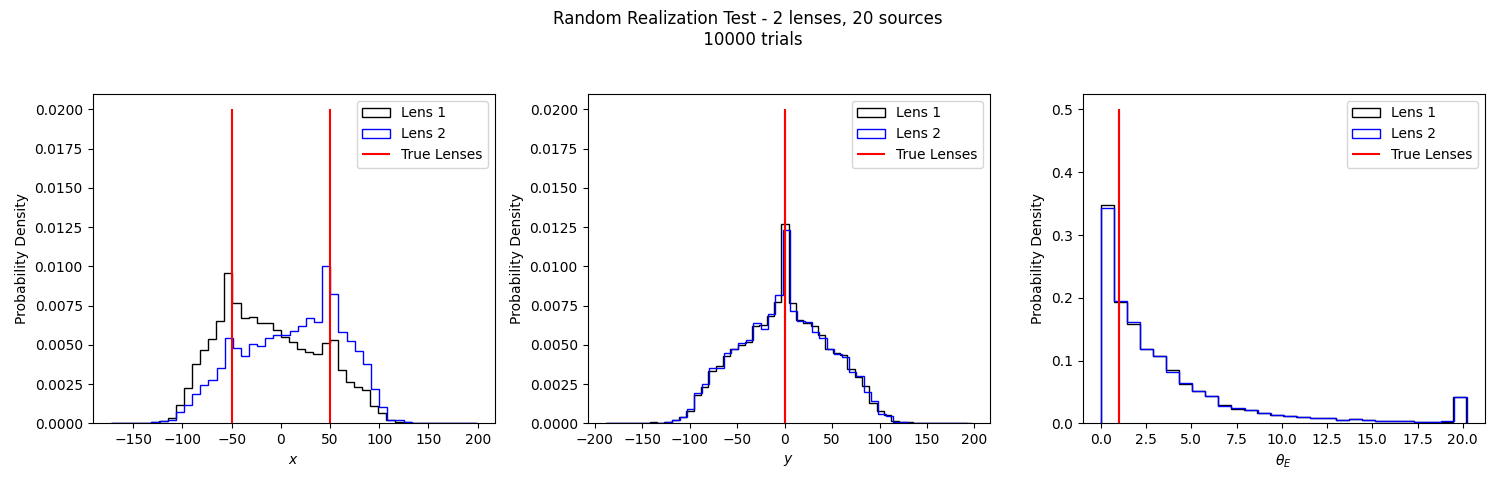 Random Realization Test - 2 lenses, 20 sources
10000 trials
Probability Density
0.0200
0.0175
0.0150
0.0125
0.0100
0.0075
0.0050
0.0025
0.0000
Lens 1
Lens 2
True Lenses
−150 −100 −50 0 50 100 150 200
x
Probability Density
0.0200
0.0175
0.0150
0.0125
0.0100
0.0075
0.0050
0.0025
0.0000
Lens 1
Lens 2
True Lenses
−200 −150 −100 −50 0 50 100 150 200
y
Probability Density
0.5
0.4
0.3
0.2
0.1
0.0
Lens 1
Lens 2
True Lenses
0.0 2.5 5.0 7.5 10.0 12.5 15.0 17.5 20.0
θ_E